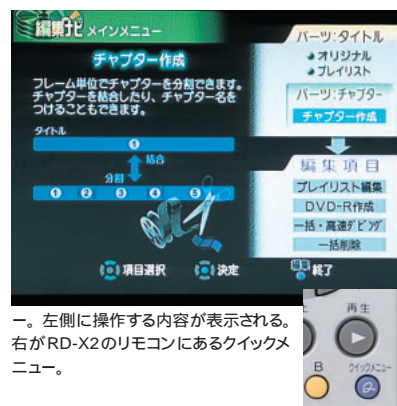 編集ナビ メインメニュー
チャプター作成
フレーム単位でチャプターを分割できます。
チャプターを結合したり、チャプター名を
つけることもできます。
タイトル
1
結合
分割
1 2 3 4 5
項目選択 決定
編集 終了
パーツ:タイトル
オリジナル
プレイリスト
パーツ:チャプター
チャプター作成
編集項目
プレイリスト編集
DVD-R作成
一括・高速ダビング
一括削除
ー。左側に操作する内容が表示される。
右がRD-X2のリモコンにあるクイックメ
ニュー。
再生
B クイックメニュー